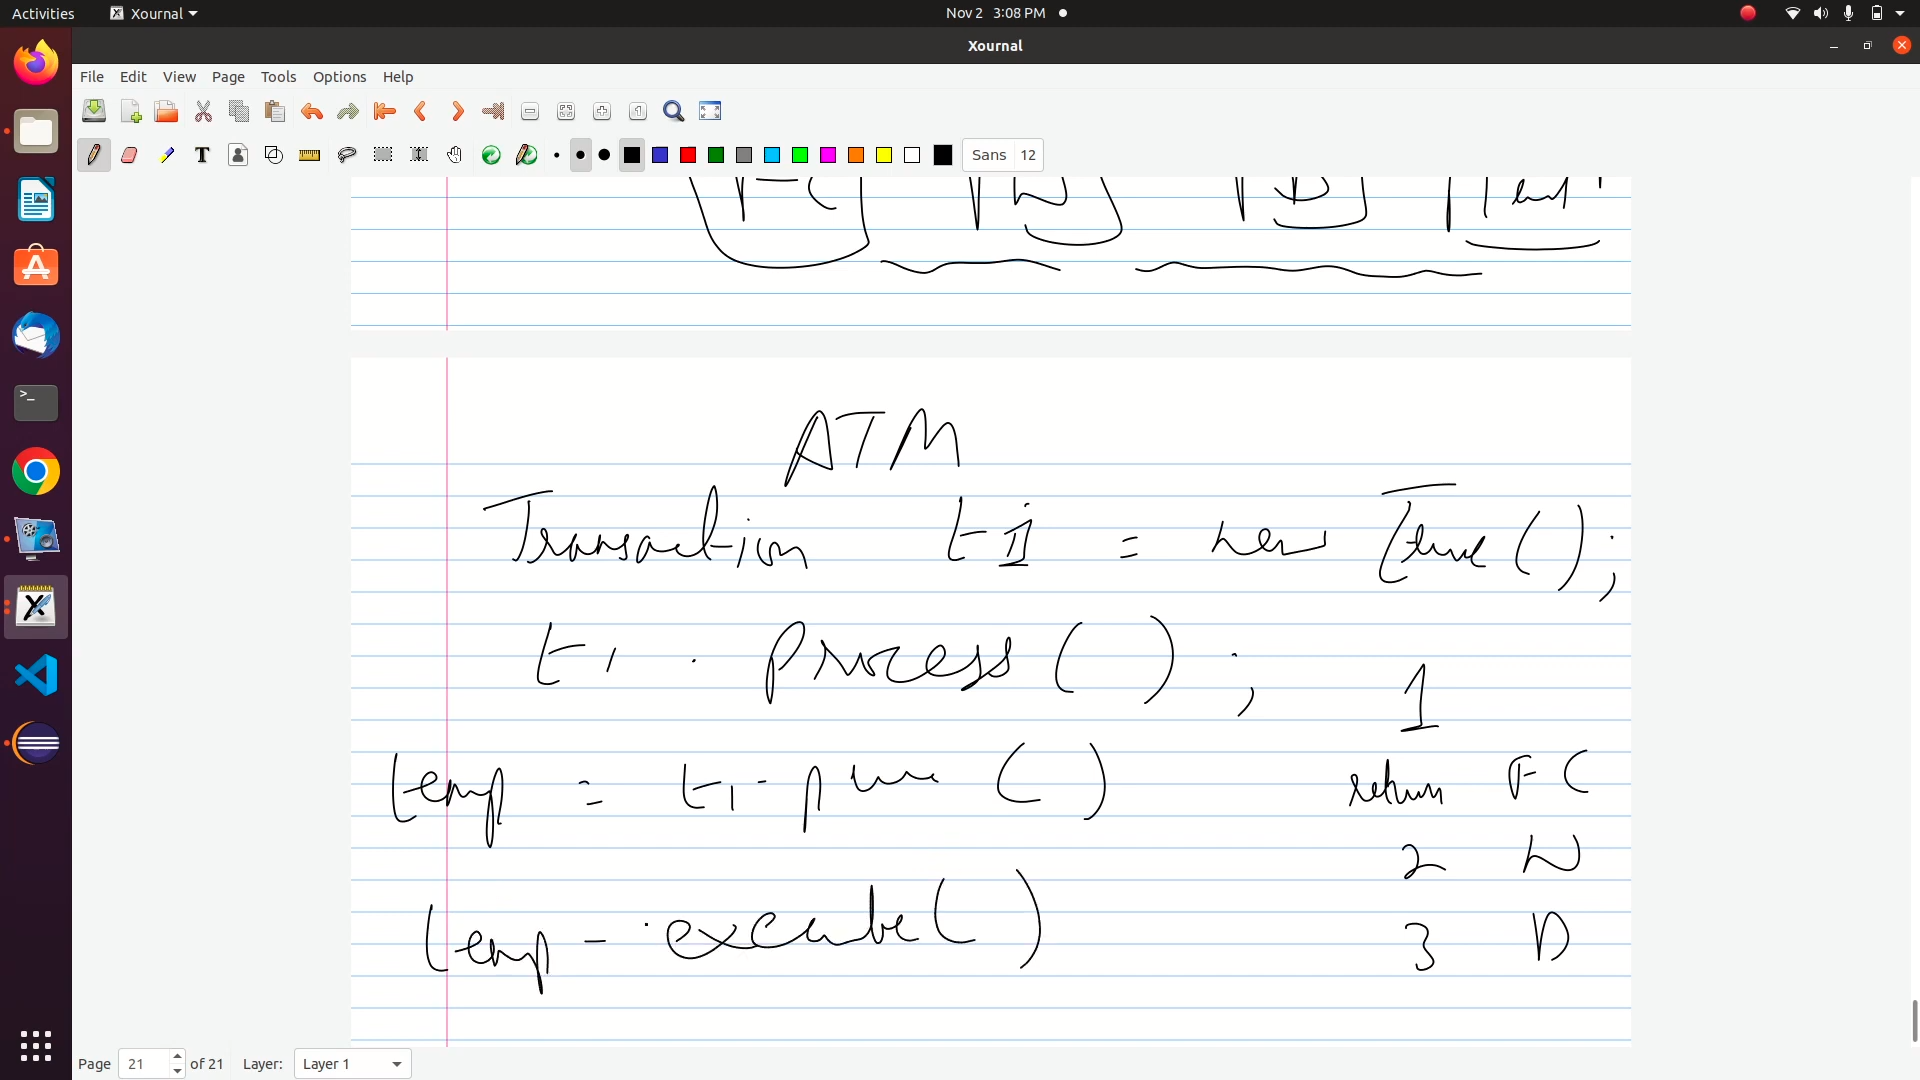 Activities Xournal Nov 2 3:08 PM
Xournal
File Edit View Page Tools Options Help
Sans 12
FC W D
ATM
Transaction t1 = new ();
t1 . process ( ) ;
1
temp = t1 . ( ) return FC
2 W
temp . execute ( )
3 D
Page 21 of 21 Layer: Layer 1